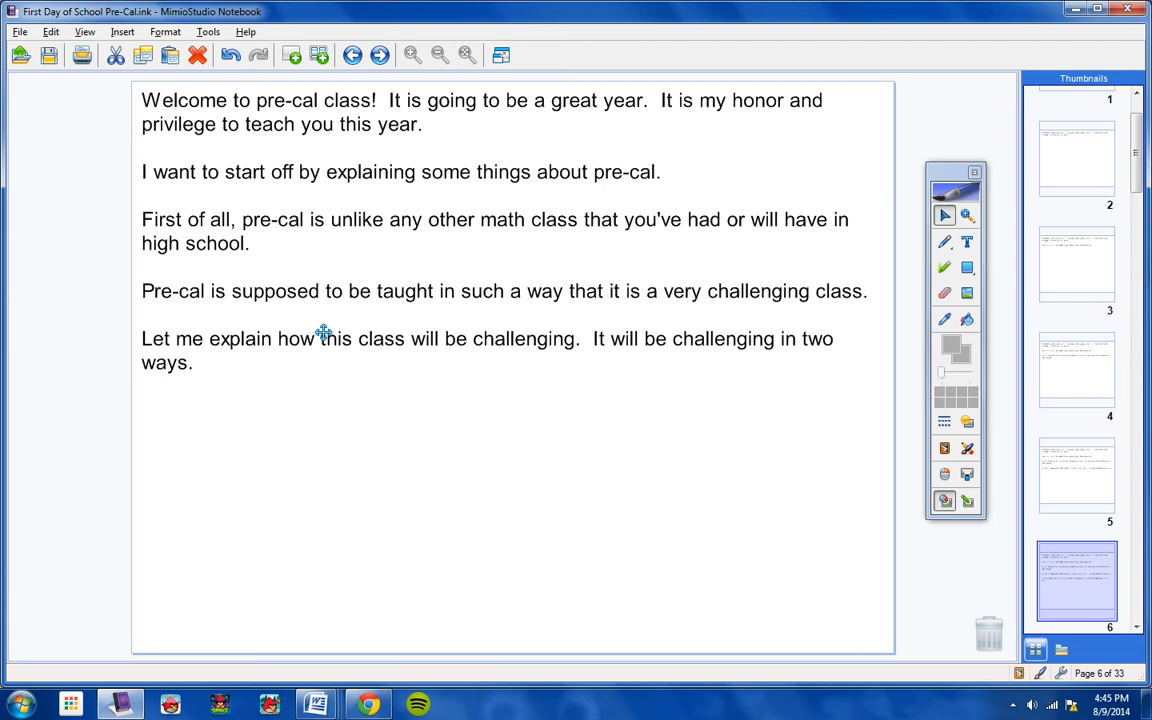 First Day of School Pre-Cal.ink - MimioStudio Notebook
File Edit View Insert Format Tools Help
Welcome to pre-cal class!  It is going to be a great year.  It is my honor and
privilege to teach you this year.
I want to start off by explaining some things about pre-cal.
First of all, pre-cal is unlike any other math class that you've had or will have in
high school.
Pre-cal is supposed to be taught in such a way that it is a very challenging class.
Let me explain how this class will be challenging.  It will be challenging in two
ways.
Thumbnails
1
2
3
4
5
6
Page 6 of 33
4:45 PM
8/9/2014